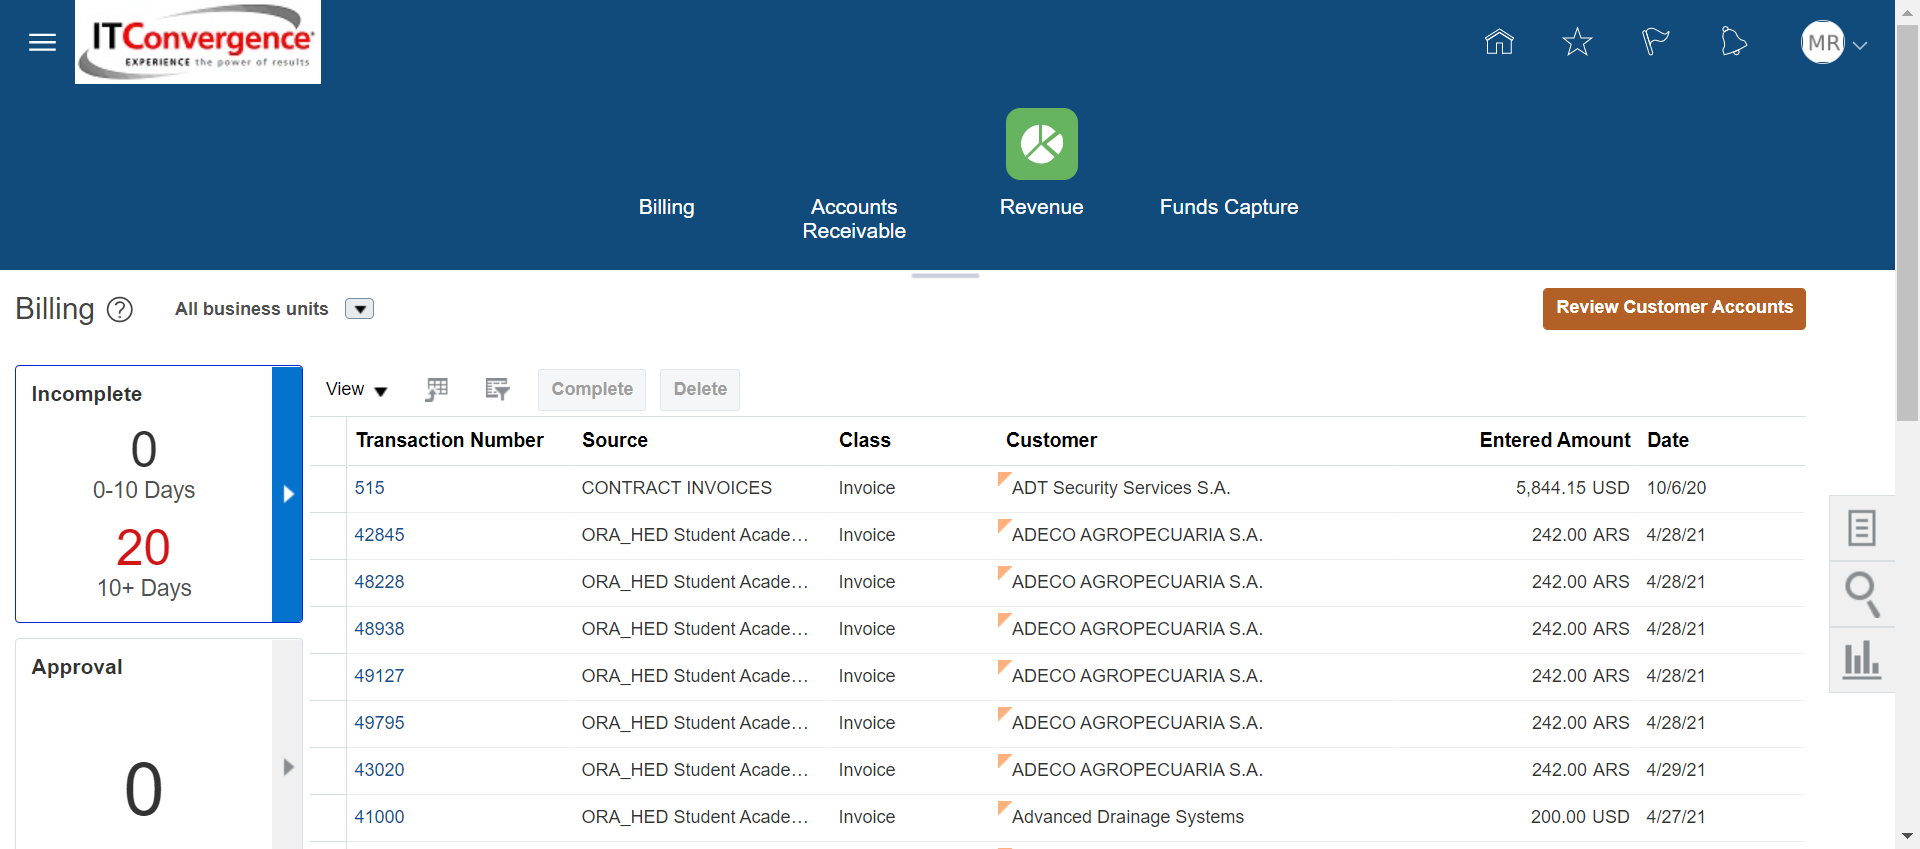 ITConvergence
EXPERIENCE the power of results
MR
Billing
Accounts
Receivable
Revenue
Funds Capture
Billing ?
All business units
Review Customer Accounts
Incomplete
0
0-10 Days
20
10+ Days
Approval
0
View
Complete
Delete
Transaction Number Source Class Customer Entered Amount Date
515 CONTRACT INVOICES Invoice ADT Security Services S.A. 5,844.15 USD 10/6/20
42845 ORA_HED Student Acade... Invoice ADECO AGROPECUARIA S.A. 242.00 ARS 4/28/21
48228 ORA_HED Student Acade... Invoice ADECO AGROPECUARIA S.A. 242.00 ARS 4/28/21
48938 ORA_HED Student Acade... Invoice ADECO AGROPECUARIA S.A. 242.00 ARS 4/28/21
49127 ORA_HED Student Acade... Invoice ADECO AGROPECUARIA S.A. 242.00 ARS 4/28/21
49795 ORA_HED Student Acade... Invoice ADECO AGROPECUARIA S.A. 242.00 ARS 4/28/21
43020 ORA_HED Student Acade... Invoice ADECO AGROPECUARIA S.A. 242.00 ARS 4/29/21
41000 ORA_HED Student Acade... Invoice Advanced Drainage Systems 200.00 USD 4/27/21